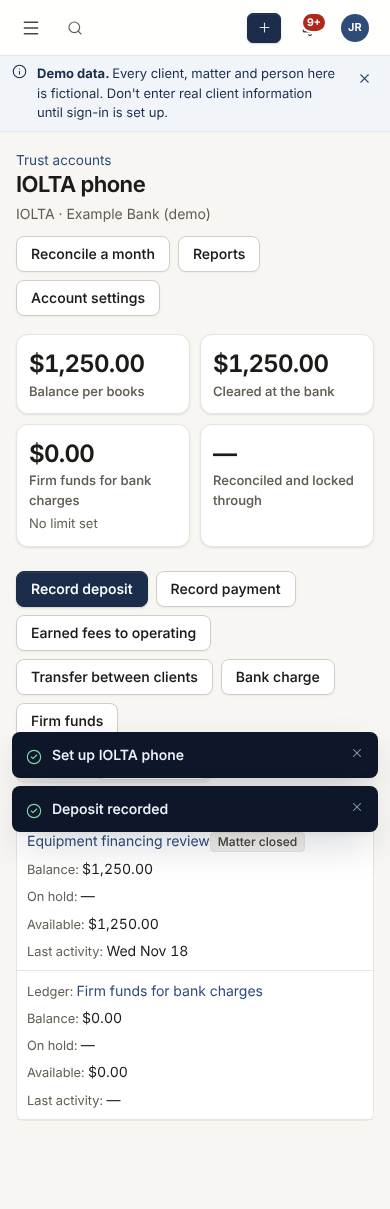 9+
JR
Demo data. Every client, matter and person here
is fictional. Don't enter real client information
until sign-in is set up.
Trust accounts
IOLTA phone
IOLTA · Example Bank (demo)
Reconcile a month
Reports
Account settings
$1,250.00
Balance per books
$1,250.00
Cleared at the bank
$0.00
Firm funds for bank
charges
No limit set
—
Reconciled and locked
through
Record deposit
Record payment
Earned fees to operating
Transfer between clients
Bank charge
Firm funds
Set up IOLTA phone
Deposit recorded
Equipment financing review Matter closed
Balance: $1,250.00
On hold: —
Available: $1,250.00
Last activity: Wed Nov 18
Ledger: Firm funds for bank charges
Balance: $0.00
On hold: —
Available: $0.00
Last activity: —